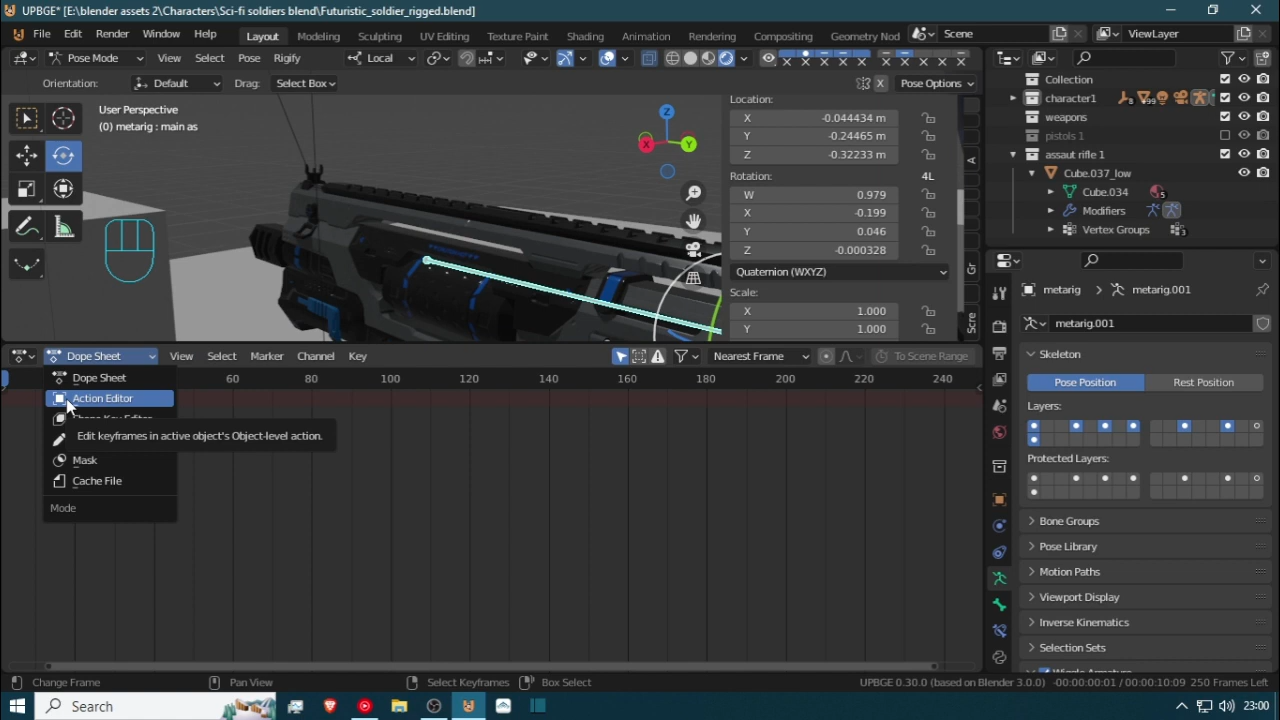 UPBGE* [E:\blender assets 2\Characters\Sci-fi soldiers blend\Futuristic_soldier_rigged.blend]
File Edit Render Window Help Layout Modeling Sculpting UV Editing Texture Paint Shading Animation Rendering Compositing Geometry Nod Scene ViewLayer
Pose Mode View Select Pose Rigify Local
Orientation: Default Drag: Select Box X Pose Options
User Perspective
(0) metarig : main as
Z
X
Y
Location:
X -0.044434 m
Y -0.24465 m
Z -0.32233 m
Rotation: 4L
W 0.979
X -0.199
Y 0.046
Z -0.000328
Quaternion (WXYZ)
Scale:
X 1.000
Y 1.000
A
Gr
Scre
Collection
character1 8 99
weapons
pistols 1
assaut rifle 1
Cube.037_low
Cube.034 5
Modifiers
Vertex Groups 3
metarig > metarig.001
metarig.001
Skeleton
Pose Position Rest Position
Layers:
Protected Layers:
Bone Groups
Pose Library
Motion Paths
Viewport Display
Inverse Kinematics
Selection Sets
Dope Sheet View Select Marker Channel Key Nearest Frame To Scene Range
60 80 100 120 140 160 180 200 220 240
Dope Sheet
Action Editor
Edit keyframes in active object's Object-level action.
Mask
Cache File
Mode
Change Frame Pan View Select Keyframes Box Select UPBGE 0.30.0 (based on Blender 3.0.0) -00:00:00:01 / 00:00:10:09 250 Frames Left
Search 23:00